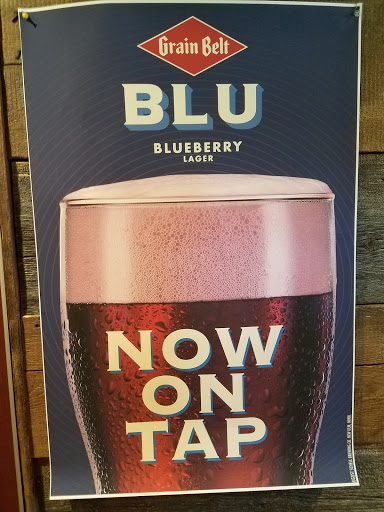 Grain Belt
BLU
BLUEBERRY
LAGER
NOW
ON
TAP